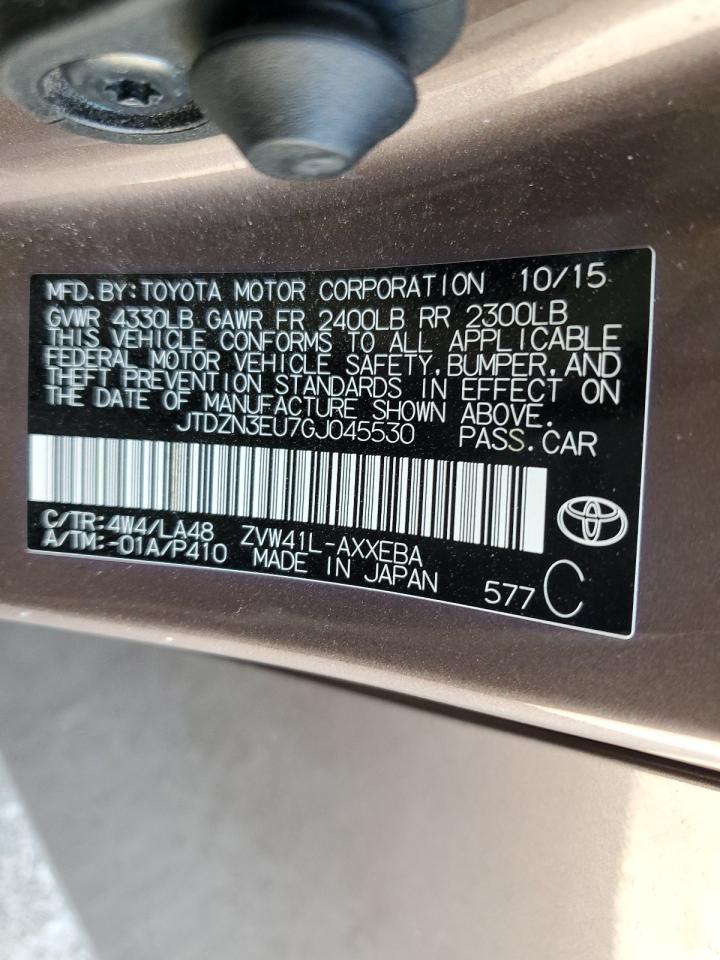 MFD. BY: TOYOTA MOTOR CORPORATION 10/15
GVWR 4330LB GAWR FR 2400LB RR 2300LB
THIS VEHICLE CONFORMS TO ALL APPLICABLE
FEDERAL MOTOR VEHICLE SAFETY, BUMPER, AND
THEFT PREVENTION STANDARDS IN EFFECT ON
THE DATE OF MANUFACTURE SHOWN ABOVE.
JTDZN3EU7GJ045530 PASS. CAR
C/TR: 4W4/LA48 ZVW41L-AXXEBA
A/TM: -01A/P410 MADE IN JAPAN 577 C